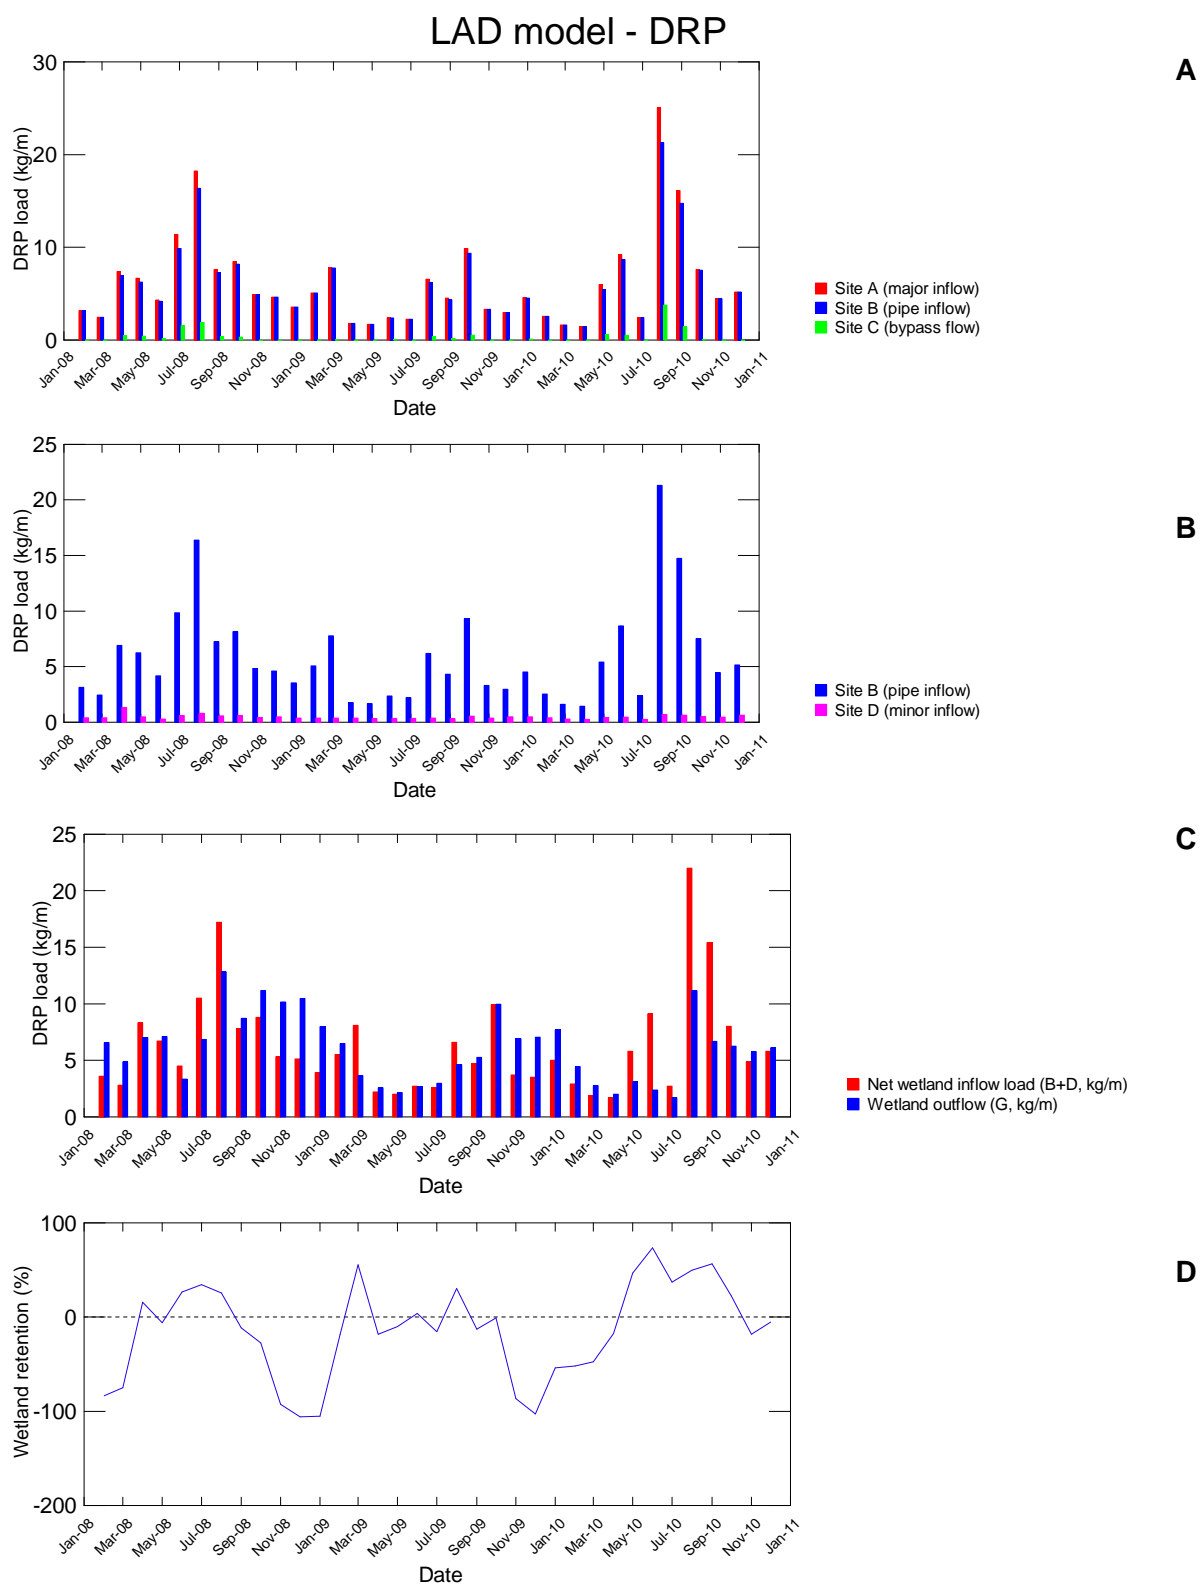 LAD model - DRP
A
30
20
10
0
DRP load (kg/m)
Jan-08 Mar-08 May-08 Jul-08 Sep-08 Nov-08 Jan-09 Mar-09 May-09 Jul-09 Sep-09 Nov-09 Jan-10 Mar-10 May-10 Jul-10 Sep-10 Nov-10 Jan-11
Date
Site A (major inflow)
Site B (pipe inflow)
Site C (bypass flow)
B
25
20
15
10
5
0
DRP load (kg/m)
Jan-08 Mar-08 May-08 Jul-08 Sep-08 Nov-08 Jan-09 Mar-09 May-09 Jul-09 Sep-09 Nov-09 Jan-10 Mar-10 May-10 Jul-10 Sep-10 Nov-10 Jan-11
Date
Site B (pipe inflow)
Site D (minor inflow)
C
25
20
15
10
5
0
DRP load (kg/m)
Jan-08 Mar-08 May-08 Jul-08 Sep-08 Nov-08 Jan-09 Mar-09 May-09 Jul-09 Sep-09 Nov-09 Jan-10 Mar-10 May-10 Jul-10 Sep-10 Nov-10 Jan-11
Date
Net wetland inflow load (B+D, kg/m)
Wetland outflow (G, kg/m)
D
100
0
-100
-200
Wetland retention (%)
Jan-08 Mar-08 May-08 Jul-08 Sep-08 Nov-08 Jan-09 Mar-09 May-09 Jul-09 Sep-09 Nov-09 Jan-10 Mar-10 May-10 Jul-10 Sep-10 Nov-10 Jan-11
Date